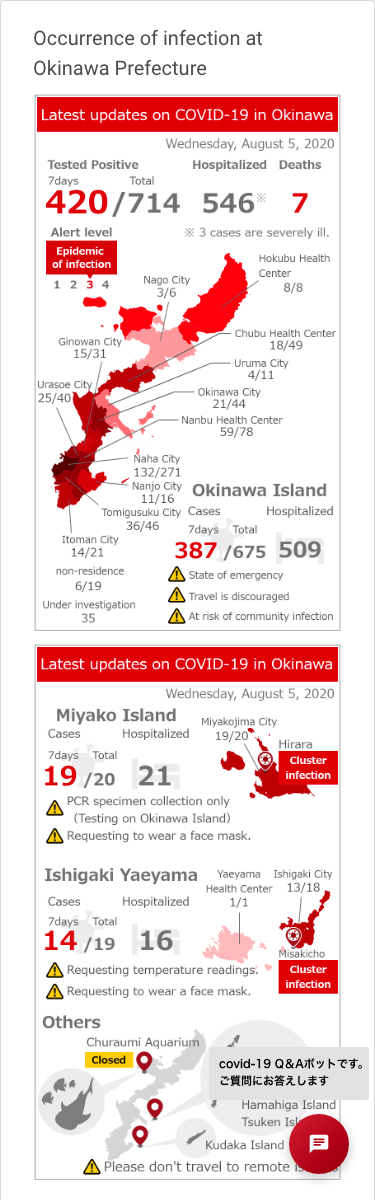 Occurrence of infection at
Okinawa Prefecture
Latest updates on COVID-19 in Okinawa
Wednesday, August 5, 2020
Tested Positive Hospitalized Deaths
7days Total
420/714 546※ 7
Alert level ※ 3 cases are severely ill.
Epidemic
of infection
1 2 3 4
Hokubu Health
Center
8/8
Nago City
3/6
Chubu Health Center
18/49
Ginowan City
15/31
Uruma City
4/11
Urasoe City
25/40
Okinawa City
21/44
Nanbu Health Center
59/78
Naha City
132/271
Nanjo City
11/16
Tomigusuku City
36/46
Itoman City
14/21
non-residence
6/19
Under investigation
35
Okinawa Island
Cases Hospitalized
7days Total
387/675 509
State of emergency
Travel is discouraged
At risk of community infection
Latest updates on COVID-19 in Okinawa
Wednesday, August 5, 2020
Miyako Island
Cases Hospitalized
7days Total
19/20 21
Miyakojima City
19/20
Hirara
Cluster
infection
PCR specimen collection only
(Testing on Okinawa Island)
Requesting to wear a face mask.
Ishigaki Yaeyama
Cases Hospitalized
7days Total
14/19 16
Yaeyama
Health Center
1/1
Ishigaki City
13/18
Misakicho
Cluster
infection
Requesting temperature readings.
Requesting to wear a face mask.
Others
Churaumi Aquarium
Closed
covid-19 Q&Aボットです。
ご質問にお答えします
Hamahiga Island
Tsuken
Kudaka Island
Please don't travel to remote